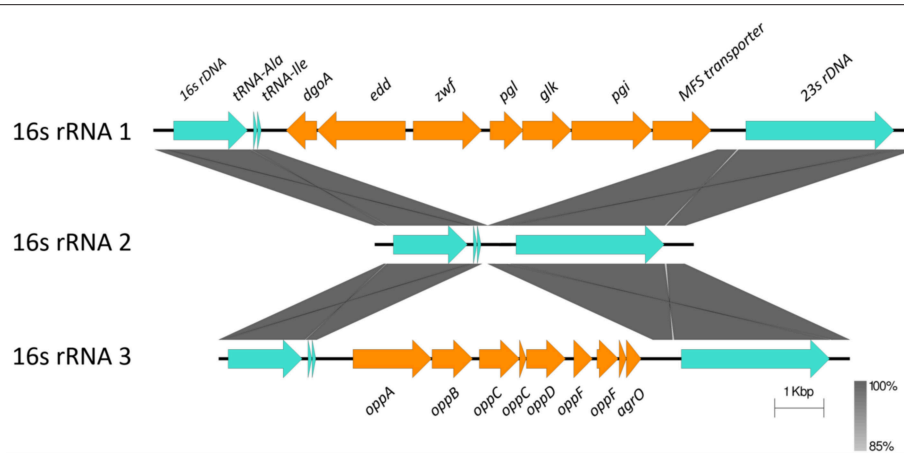 16s rDNA
tRNA-Ala
tRNA-Ile
dgoA
edd
zwf
pgl
glk
pgi
MFS transporter
23s rDNA
16s rRNA 1
16s rRNA 2
16s rRNA 3
oppA
oppB
oppC
oppC
oppD
oppF
oppF
agrO
1 Kbp
100%
85%